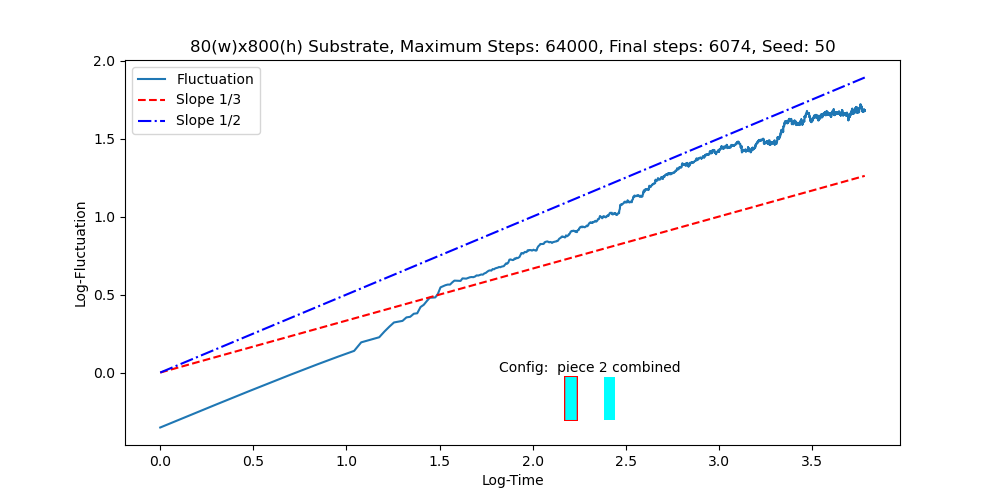 80(w)x800(h) Substrate, Maximum Steps: 64000, Final steps: 6074, Seed: 50
2.0
1.5
1.0
0.5
0.0
Log-Fluctuation
Fluctuation
Slope 1/3
Slope 1/2
Config:  piece 2 combined
0.0 0.5 1.0 1.5 2.0 2.5 3.0 3.5
Log-Time